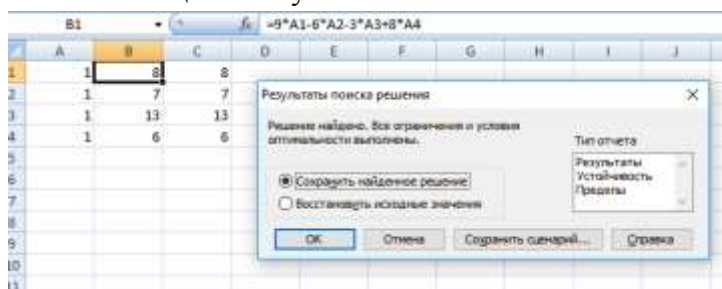 B1 fx =9*A1-6*A2-3*A3+8*A4
A B C D E F G H I J
1 1 8 8
2 1 7 7
3 1 13 13
4 1 6 6
5
6
7
8
9
10
11
Результаты поиска решения
Решение найдено. Все ограничения и условия
оптимальности выполнены.
Тип отчета
Результаты
Устойчивость
Пределы
Сохранить найденное решение
Восстановить исходные значения
ОК Отмена Сохранить сценарий... Справка